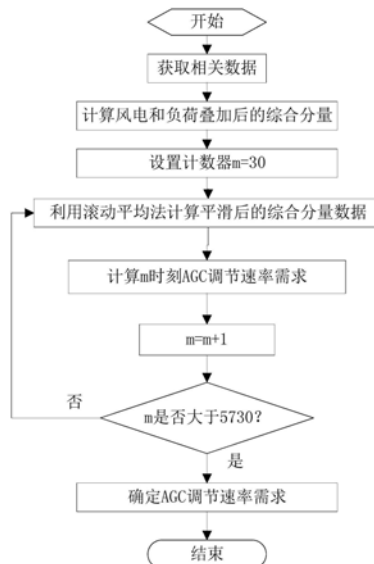 开始
获取相关数据
计算风电和负荷叠加后的综合分量
设置计数器m=30
利用滚动平均法计算平滑后的综合分量数据
计算m时刻AGC调节速率需求
m=m+1
否
m是否大于5730?
是
确定AGC调节速率需求
结束